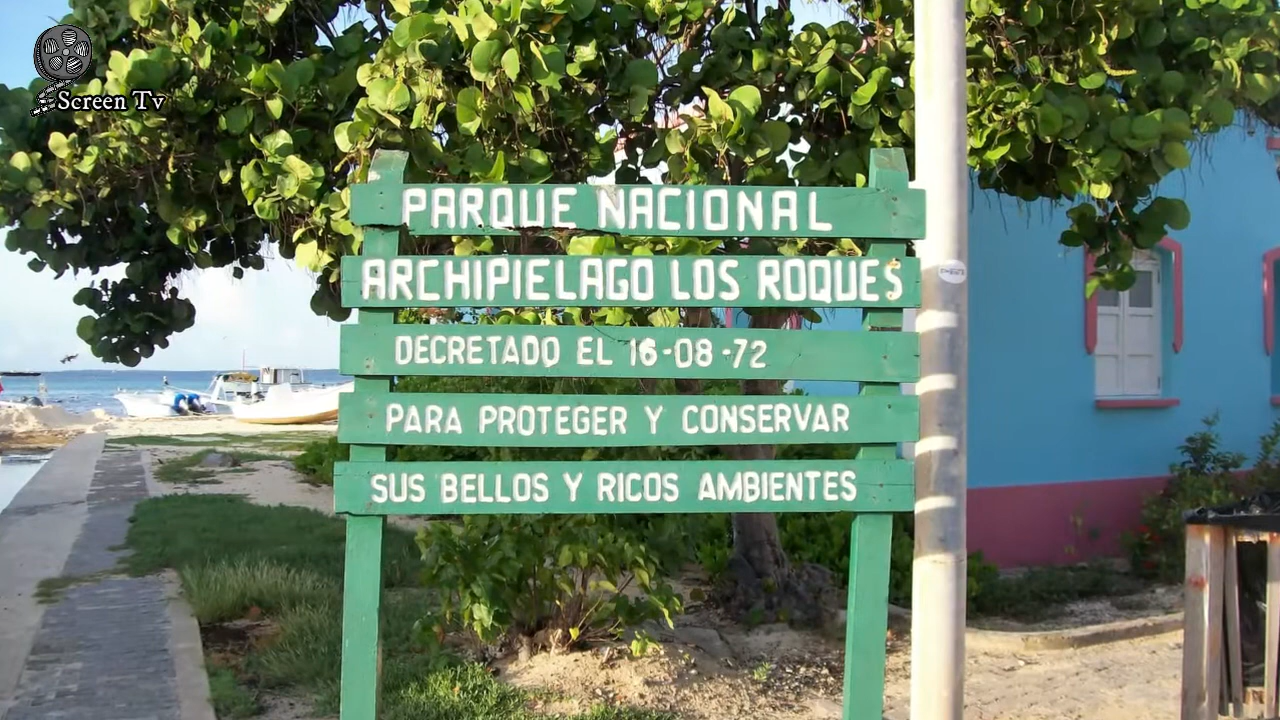 Screen Tv
PARQUE NACIONAL
ARCHIPIELAGO LOS ROQUES
DECRETADO EL 16-08-72
PARA PROTEGER Y CONSERVAR
SUS BELLOS Y RICOS AMBIENTES